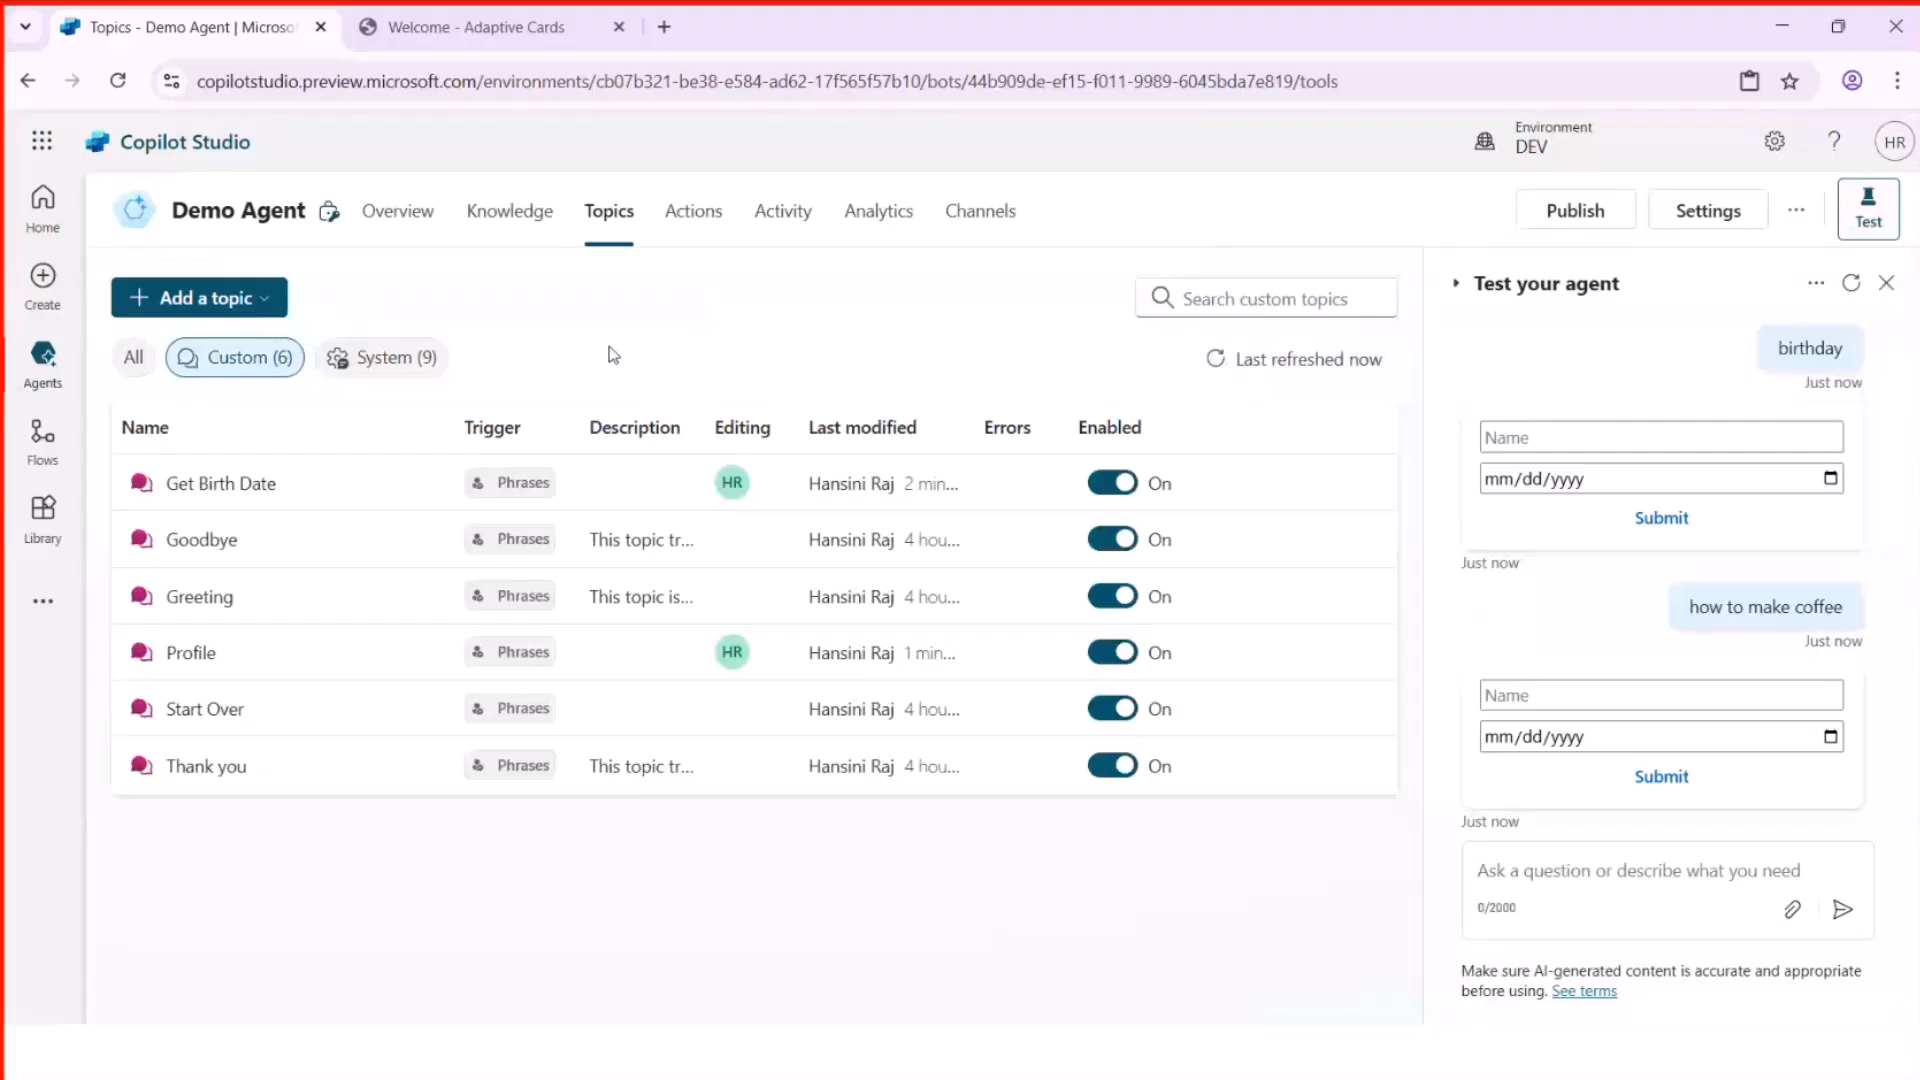 Topics - Demo Agent | Microso
Welcome - Adaptive Cards
copilotstudio.preview.microsoft.com/environments/cb07b321-be38-e584-ad62-17f565f57b10/bots/44b909de-ef15-f011-9989-6045bda7e819/tools
Copilot Studio
Environment
DEV
HR
Home
Create
Agents
Flows
Library
Demo Agent
Overview
Knowledge
Topics
Actions
Activity
Analytics
Channels
Publish
Settings
Test
Add a topic
Search custom topics
All
Custom (6)
System (9)
Last refreshed now
Name Trigger Description Editing Last modified Errors Enabled
Get Birth Date Phrases HR Hansini Raj 2 min... On
Goodbye Phrases This topic tr... Hansini Raj 4 hou... On
Greeting Phrases This topic is... Hansini Raj 4 hou... On
Profile Phrases HR Hansini Raj 1 min... On
Start Over Phrases Hansini Raj 4 hou... On
Thank you Phrases This topic tr... Hansini Raj 4 hou... On
Test your agent
birthday
Just now
Name
mm/dd/yyyy
Submit
Just now
how to make coffee
Just now
Name
mm/dd/yyyy
Submit
Just now
Ask a question or describe what you need
0/2000
Make sure AI-generated content is accurate and appropriate
before using. See terms